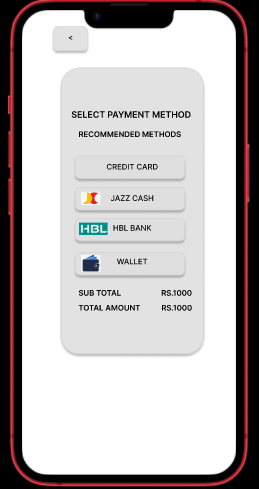 <
SELECT PAYMENT METHOD
RECOMMENDED METHODS
CREDIT CARD
JAZZ CASH
HBL HBL BANK
WALLET
SUB TOTAL RS.1000
TOTAL AMOUNT RS.1000